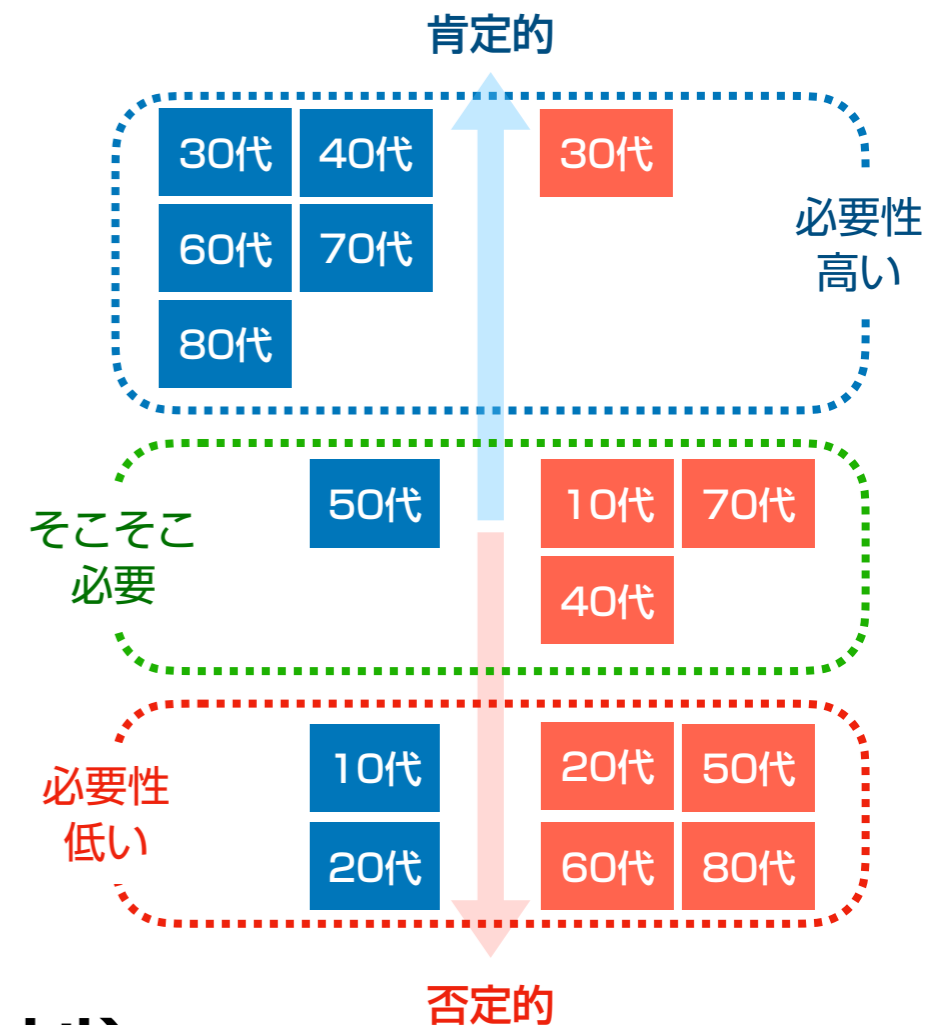 肯定的
30代 40代 30代
60代 70代
80代
必要性
高い
50代 10代 70代
40代
そこそこ
必要
10代 20代 50代
20代 60代 80代
必要性
低い
否定的